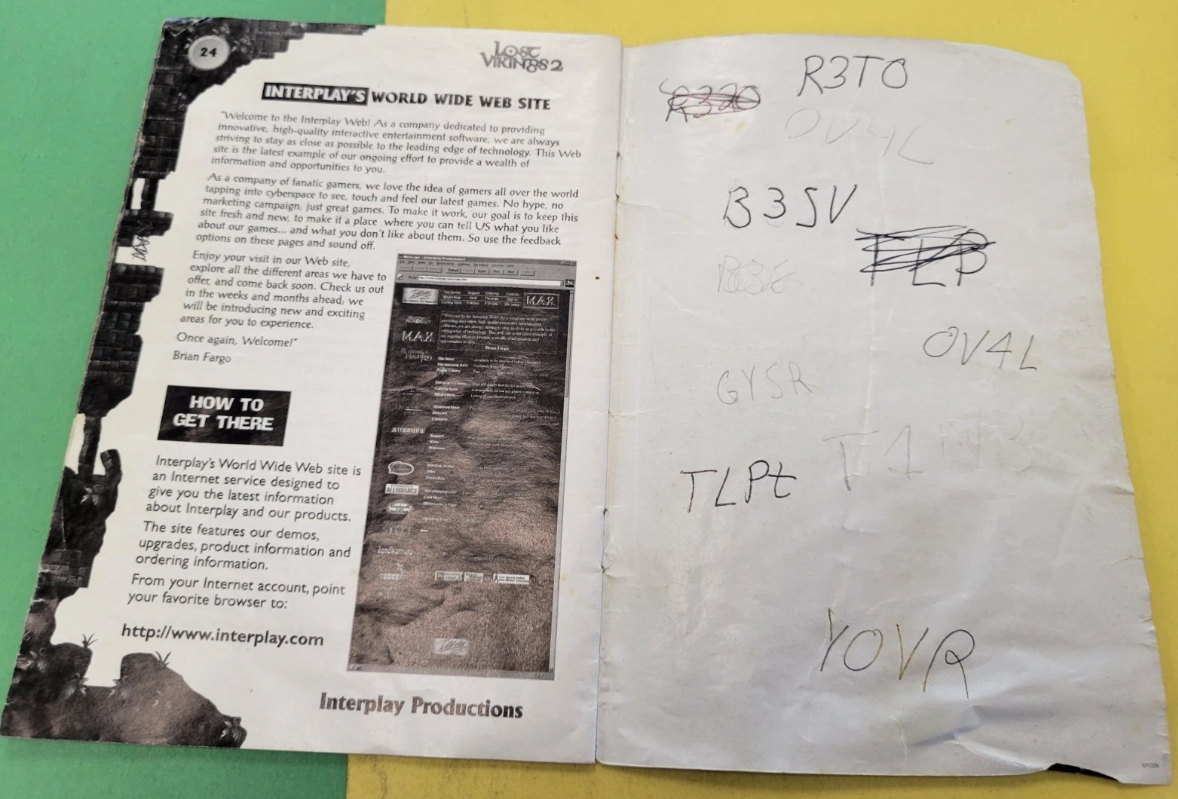 24
LOST VIKINGS 2
INTERPLAY'S WORLD WIDE WEB SITE
"Welcome to the Interplay Web! As a company dedicated to providing
innovative, high-quality interactive entertainment software, we are always
striving to stay as close as possible to the leading edge of technology. This Web
site is the latest example of our ongoing effort to provide a wealth of
information and opportunities to you.
As a company of fanatic gamers, we love the idea of gamers all over the world
tapping into cyberspace to see, touch and feel our latest games. No hype, no
marketing campaign, just great games. To make it work, our goal is to keep this
site fresh and new, to make it a place where you can tell US what you like
about our games... and what you don't like about them. So use the feedback
options on these pages and sound off.
Enjoy your visit in our Web site,
explore all the different areas we have to
offer, and come back soon. Check us out
in the weeks and months ahead; we
will be introducing new and exciting
areas for you to experience.
Once again, Welcome!"
Brian Fargo
M.A.X.
M.A.X.
HOW TO
GET THERE
Interplay's World Wide Web site is
an Internet service designed to
give you the latest information
about Interplay and our products.
The site features our demos,
upgrades, product information and
ordering information.
From your Internet account, point
your favorite browser to:
http://www.interplay.com
Interplay Productions
R3TO
OV4L
B3SV
TLP
OV4L
GYSR
T1N3
TLPt
YOVR